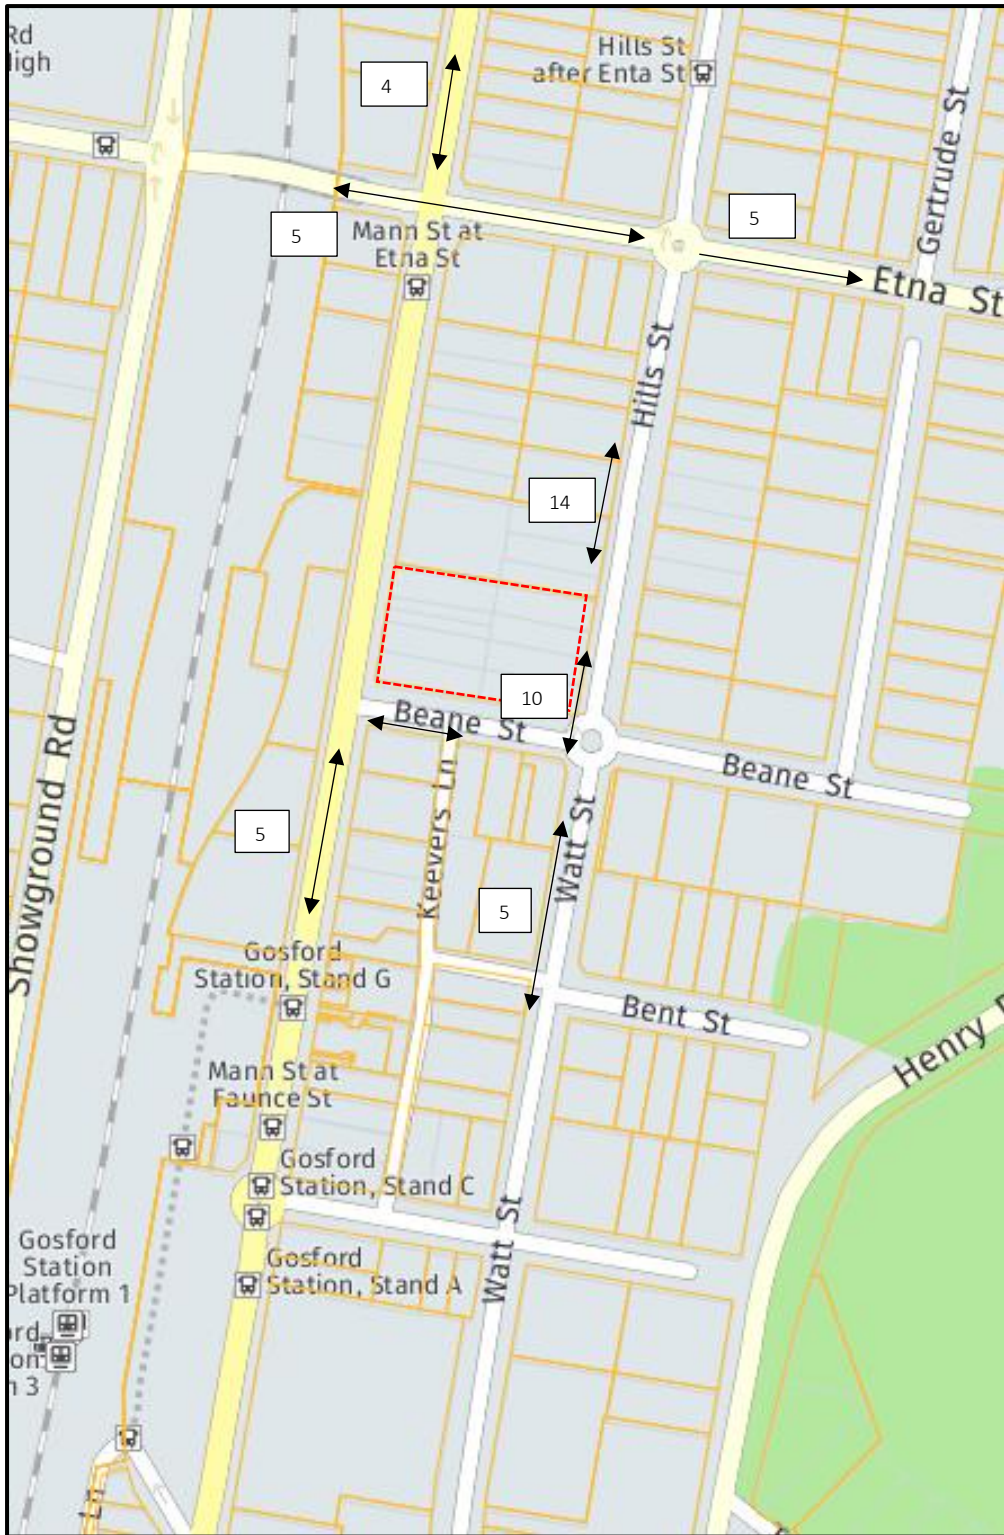 Rd
High
Hills St
after Enta St
4
Gertrude St
5
5
Mann St at
Etna St
Etna St
Hills St
14
10
Beane St
Beane St
Showground Rd
Keevers Ln
5
Watt St
5
Gosford
Station, Stand G
Bent St
Henry
Mann St at
Faunce St
Gosford
Station, Stand C
Watt St
Gosford
Station
Platform 1
Gosford
Station, Stand A
ord
on
n 3